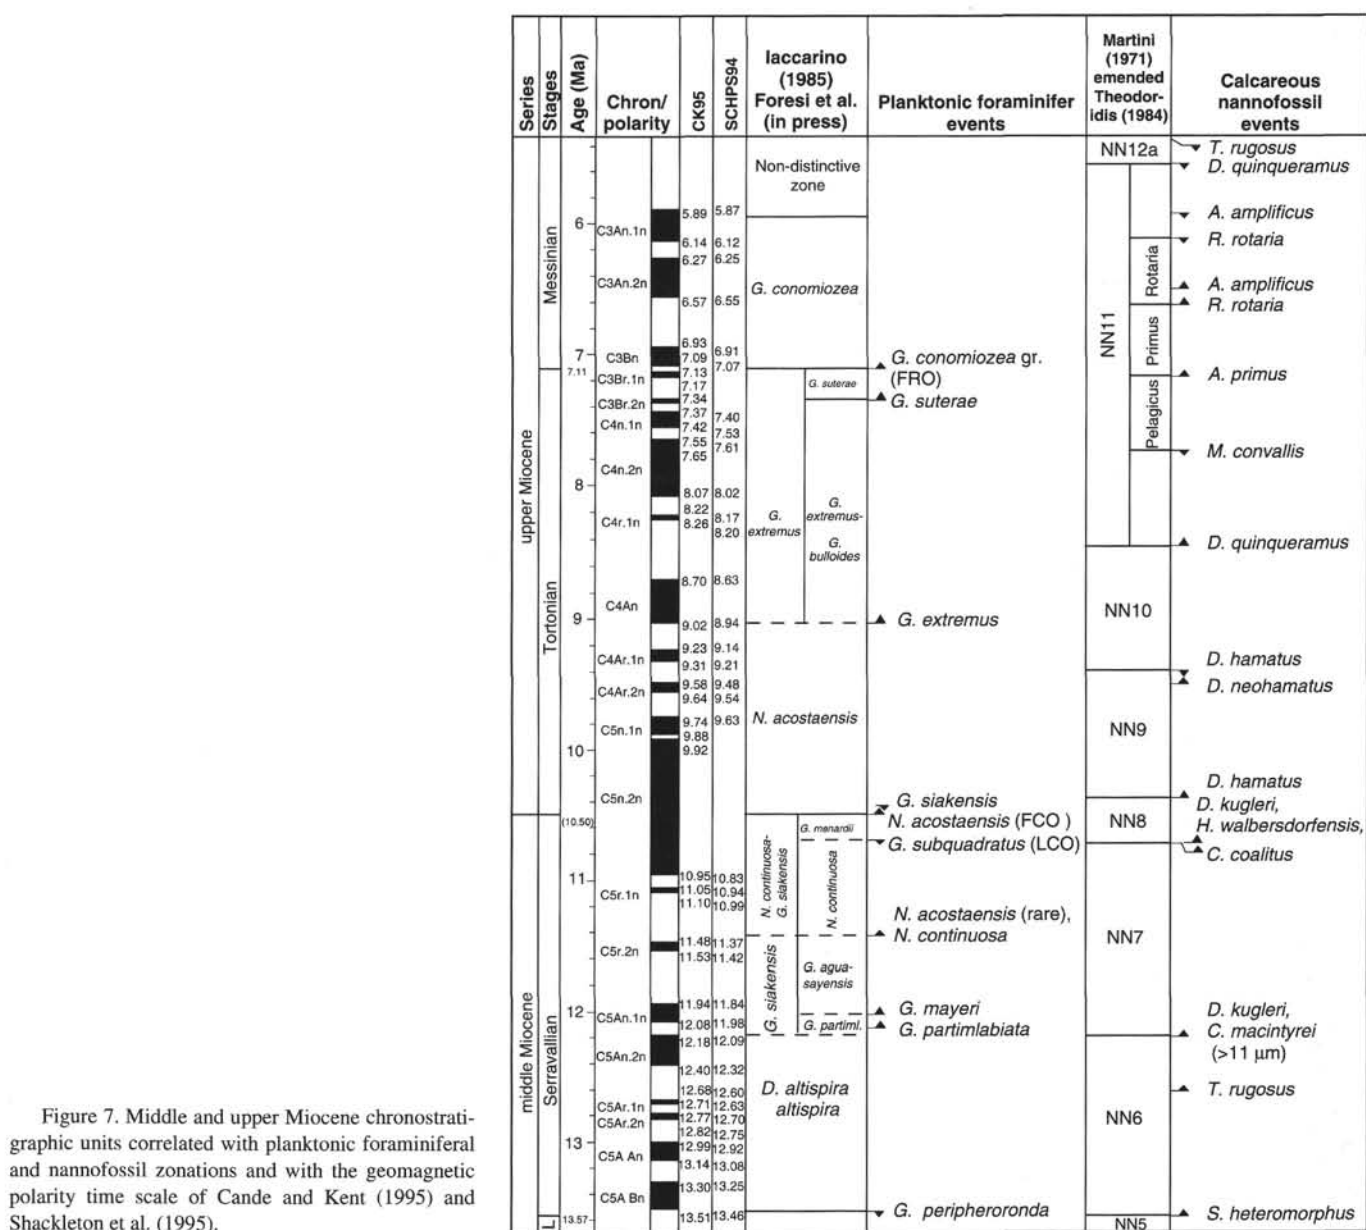 Series
Stages
Age (Ma)
Chron/
polarity
CK95
SCHPS94
Iaccarino
(1985)
Foresi et al.
(in press)
Planktonic foraminifer
events
Martini
(1971)
emended
Theodor-
idis (1984)
Calcareous
nannofossil
events
upper Miocene
middle Miocene
Messinian
Tortonian
Serravallian
L
6
7
7.11
8
9
10
(10.50)
11
12
13
13.57
C3An.1n
C3An.2n
C3Bn
C3Br.1n
C3Br.2n
C4n.1n
C4n.2n
C4r.1n
C4An
C4Ar.1n
C4Ar.2n
C5n.1n
C5n.2n
C5r.1n
C5r.2n
C5An.1n
C5An.2n
C5Ar.1n
C5Ar.2n
C5A An
C5A Bn
5.89 5.87
6.14 6.12
6.27 6.25
6.57 6.55
6.93 6.91
7.09 7.07
7.13
7.17
7.34
7.37 7.40
7.42
7.55 7.53
7.65 7.61
8.07 8.02
8.22 8.17
8.26 8.20
8.70 8.63
9.02 8.94
9.23 9.14
9.31 9.21
9.58 9.48
9.64 9.54
9.74 9.63
9.88
9.92
10.95 10.83
11.05 10.94
11.10 10.99
11.48 11.37
11.53 11.42
11.94 11.84
12.08 11.98
12.18 12.09
12.40 12.32
12.68 12.60
12.71 12.63
12.77 12.70
12.82 12.75
12.99 12.92
13.14 13.08
13.30 13.25
13.51 13.46
Non-distinctive
zone
G. conomiozea
G. suterae
G.
extremus
G.
extremus-
G.
bulloides
N. acostaensis
N. continuosa-
G. siakensis
G. menardii
N. continuosa
G. siakensis
G. agua-
sayensis
G. partiml.
D. altispira
altispira
G. conomiozea gr.
(FRO)
G. suterae
G. extremus
G. siakensis
N. acostaensis (FCO )
G. subquadratus (LCO)
N. acostaensis (rare),
N. continuosa
G. mayeri
G. partimlabiata
G. peripheroronda
NN12a
NN11
Rotaria
Primus
Pelagicus
NN10
NN9
NN8
NN7
NN6
NN5
T. rugosus
D. quinqueramus
A. amplificus
R. rotaria
A. amplificus
R. rotaria
A. primus
M. convallis
D. quinqueramus
D. hamatus
D. neohamatus
D. hamatus
D. kugleri,
H. walbersdorfensis,
C. coalitus
D. kugleri,
C. macintyrei
(>11 µm)
T. rugosus
S. heteromorphus
Figure 7. Middle and upper Miocene chronostrati-
graphic units correlated with planktonic foraminiferal
and nannofossil zonations and with the geomagnetic
polarity time scale of Cande and Kent (1995) and
Shackleton et al. (1995).